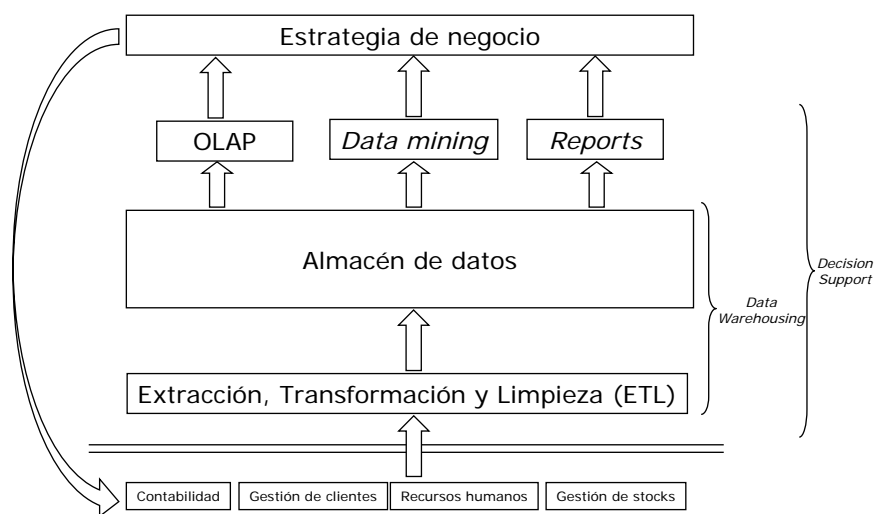 Estrategia de negocio
OLAP
Data mining
Reports
Almacén de datos
Decision
Support
Data
Warehousing
Extracción, Transformación y Limpieza (ETL)
Contabilidad
Gestión de clientes
Recursos humanos
Gestión de stocks